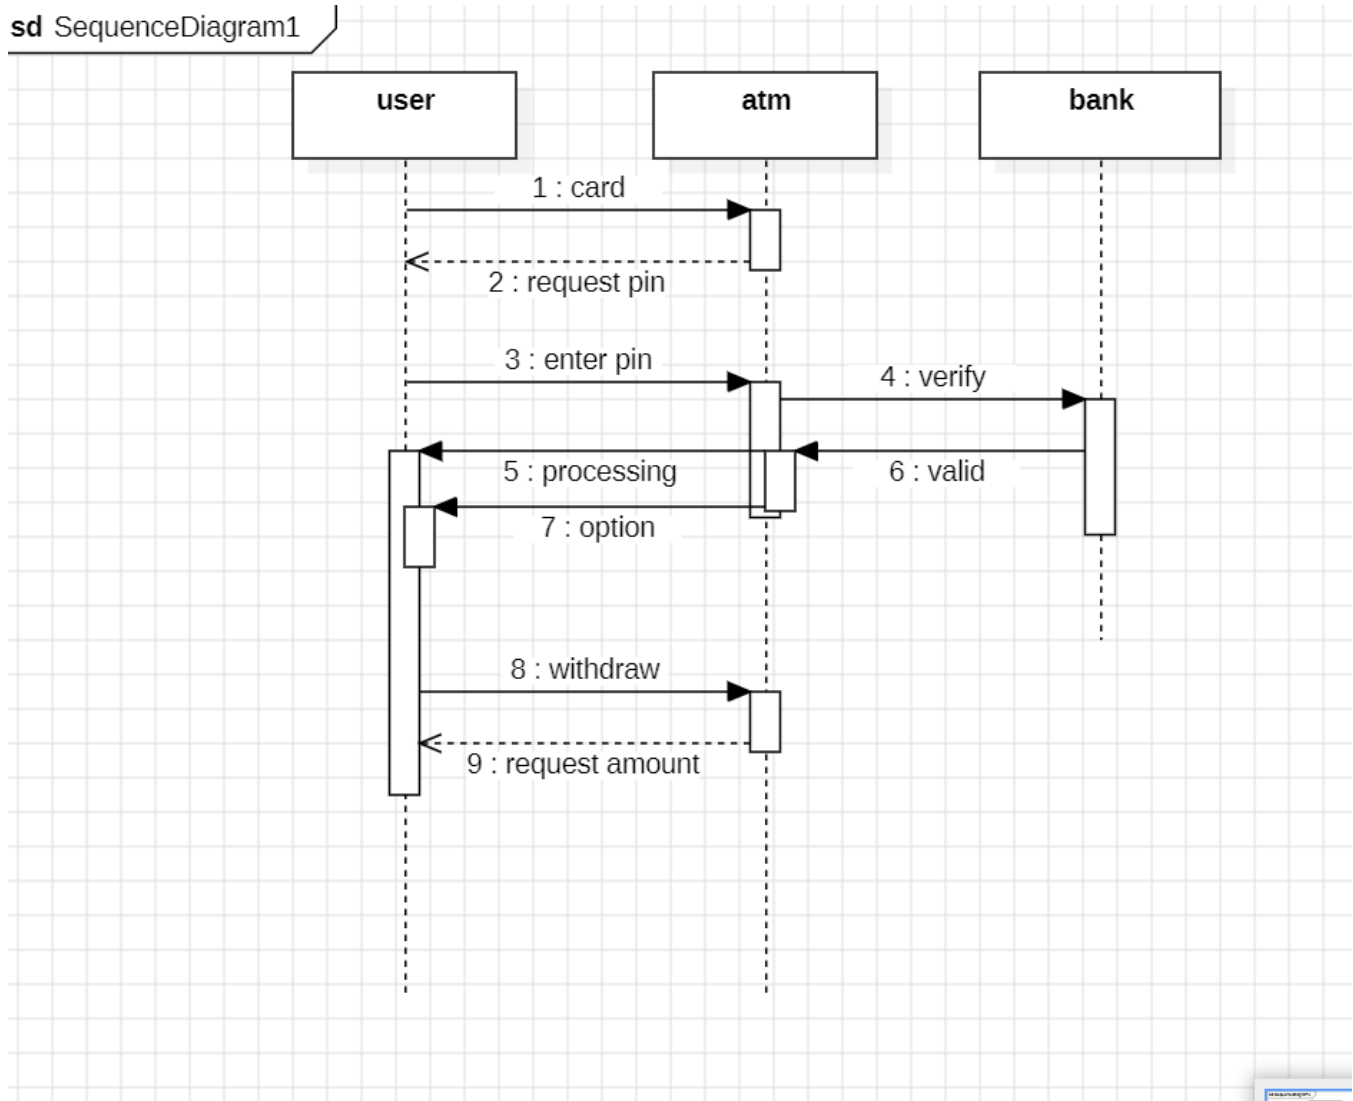 sd SequenceDiagram1
user
atm
bank
1 : card
2 : request pin
3 : enter pin
4 : verify
5 : processing
6 : valid
7 : option
8 : withdraw
9 : request amount